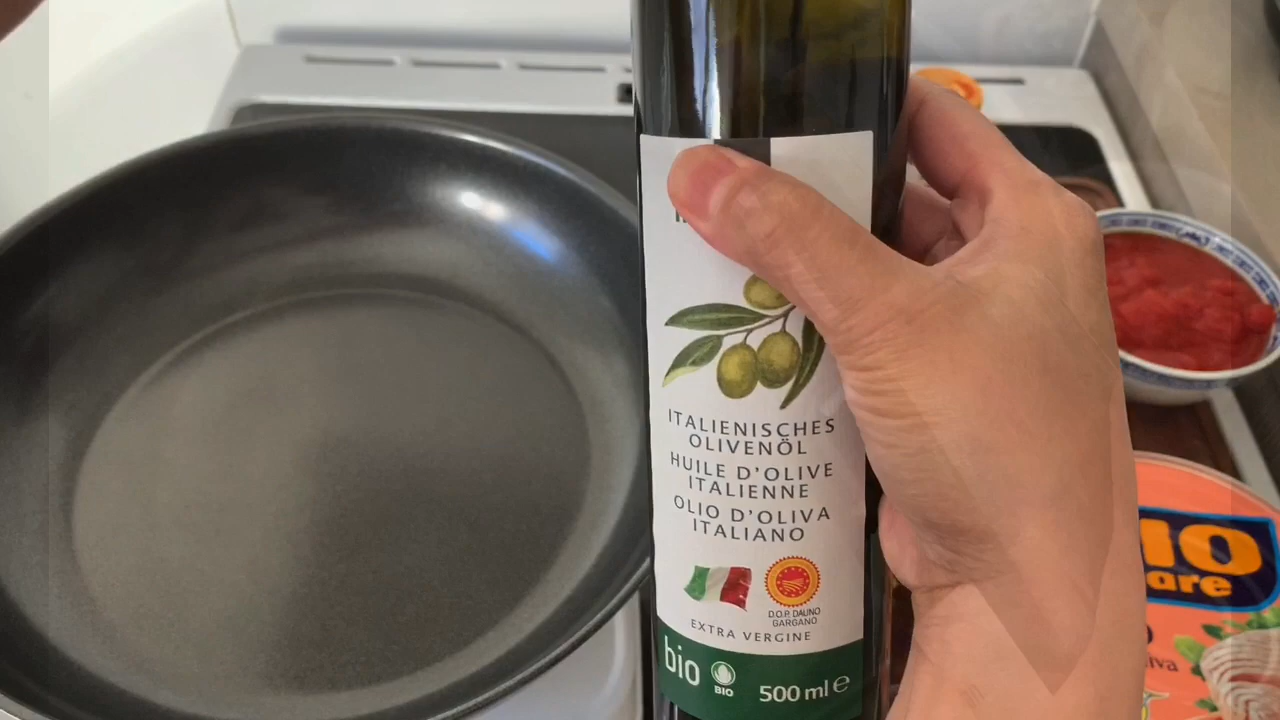 ITALIENISCHES
OLIVENÖL
HUILE D'OLIVE
ITALIENNE
OLIO D'OLIVA
ITALIANO
D.O.P. DAUNO
GARGANO
EXTRA VERGINE
bio
BIO
500 ml e